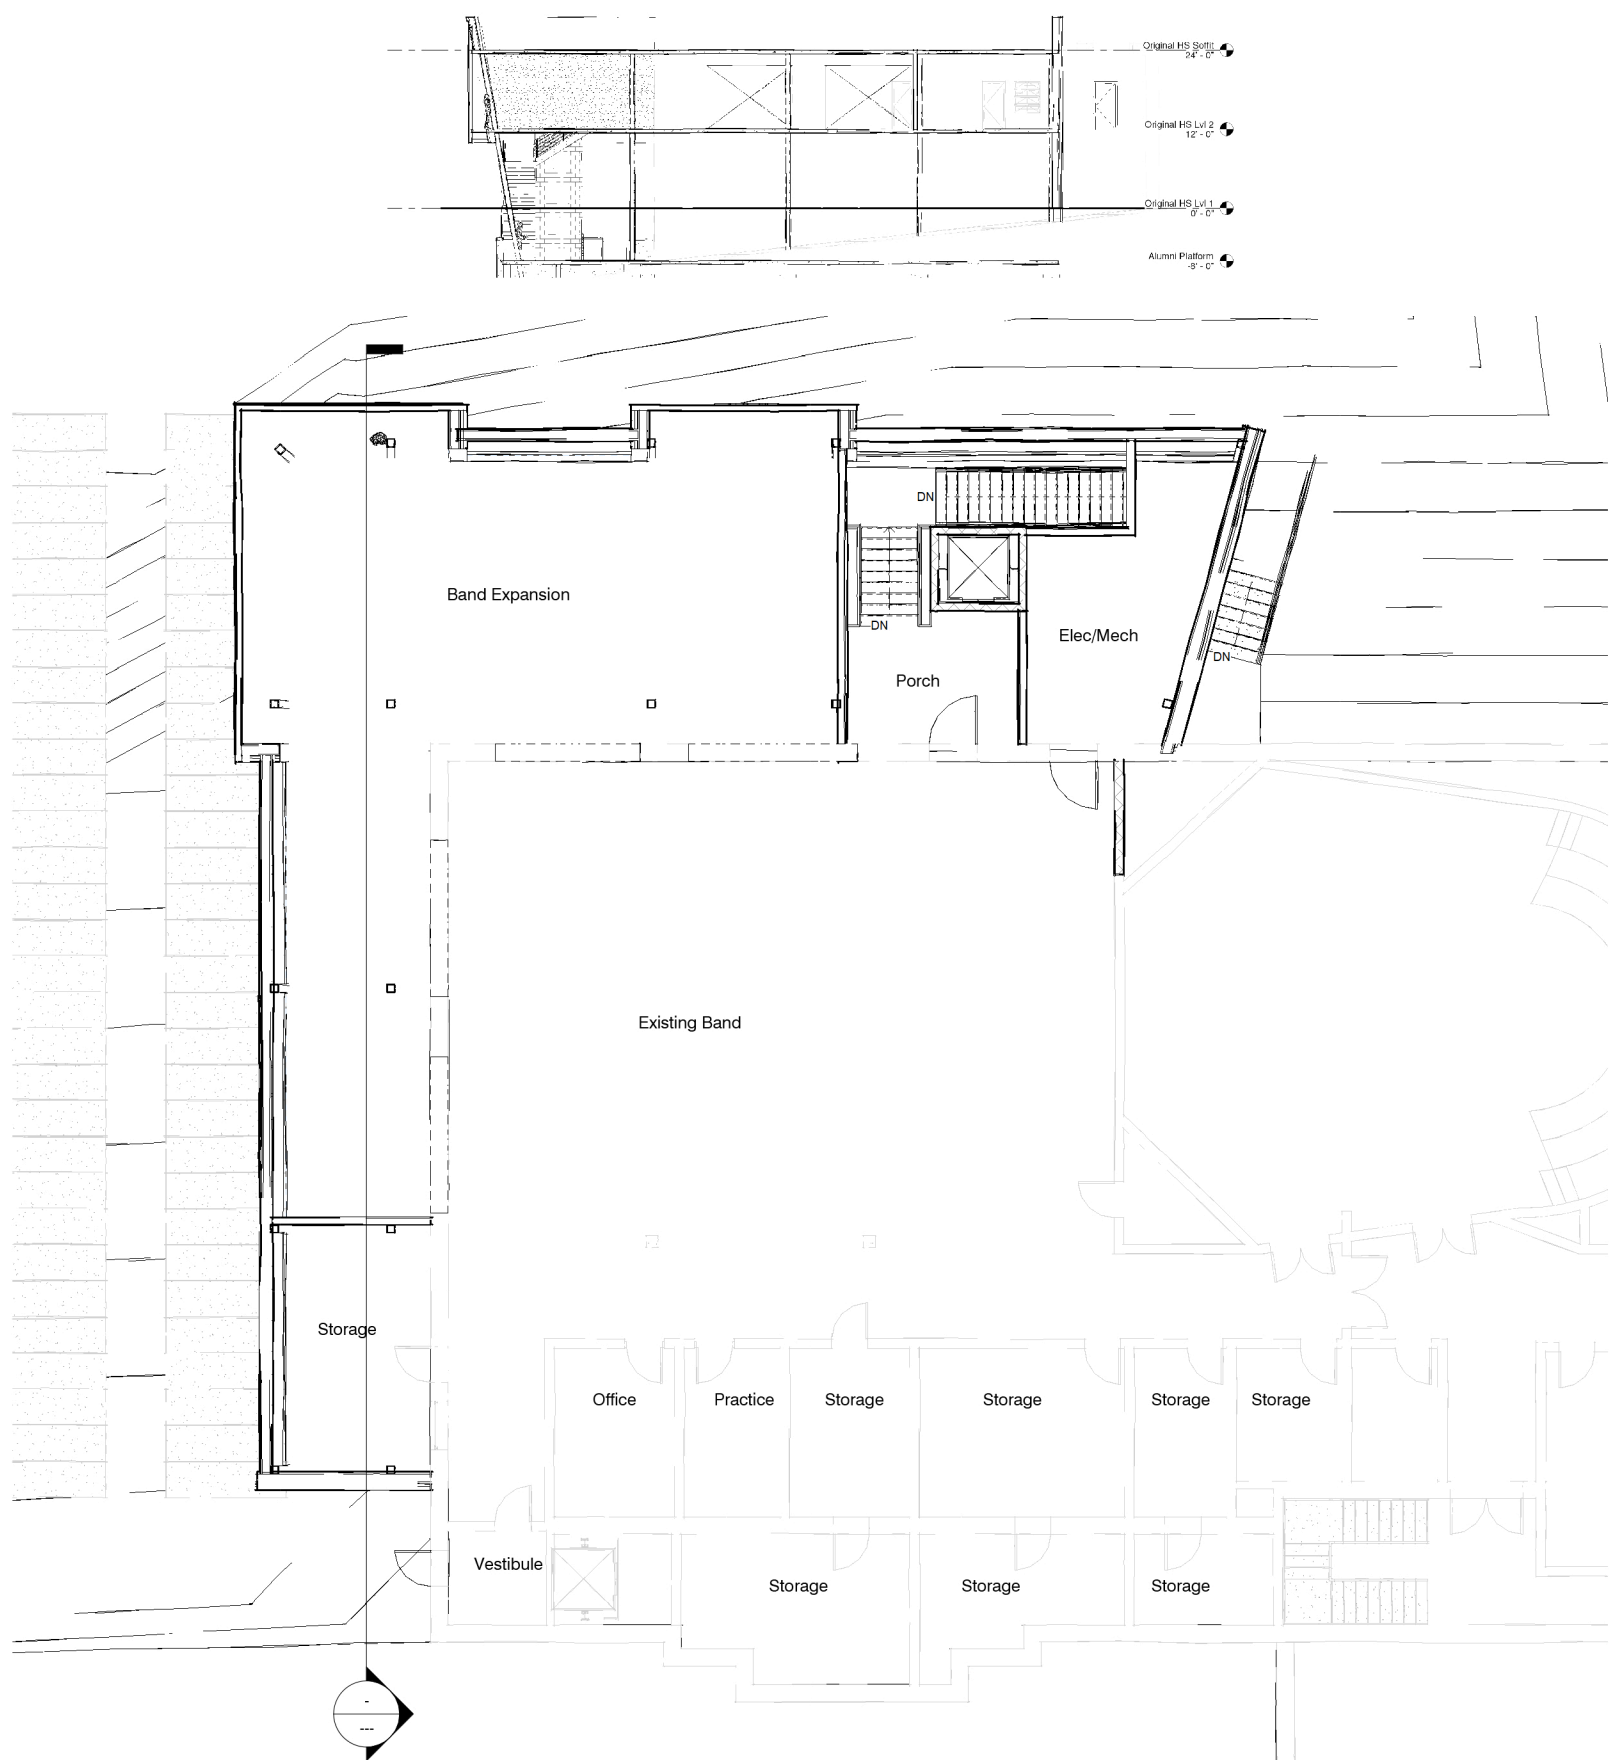 Original HS Soffit
24' - 0"
Original HS Lvl 2
12' - 0"
Original HS Lvl 1
0' - 0"
Alumni Platform
-8' - 0"
DN
Band Expansion
DN
Elec/Mech
DN
Porch
Existing Band
Storage
Office
Practice
Storage
Storage
Storage
Storage
Vestibule
Storage
Storage
Storage
-
---